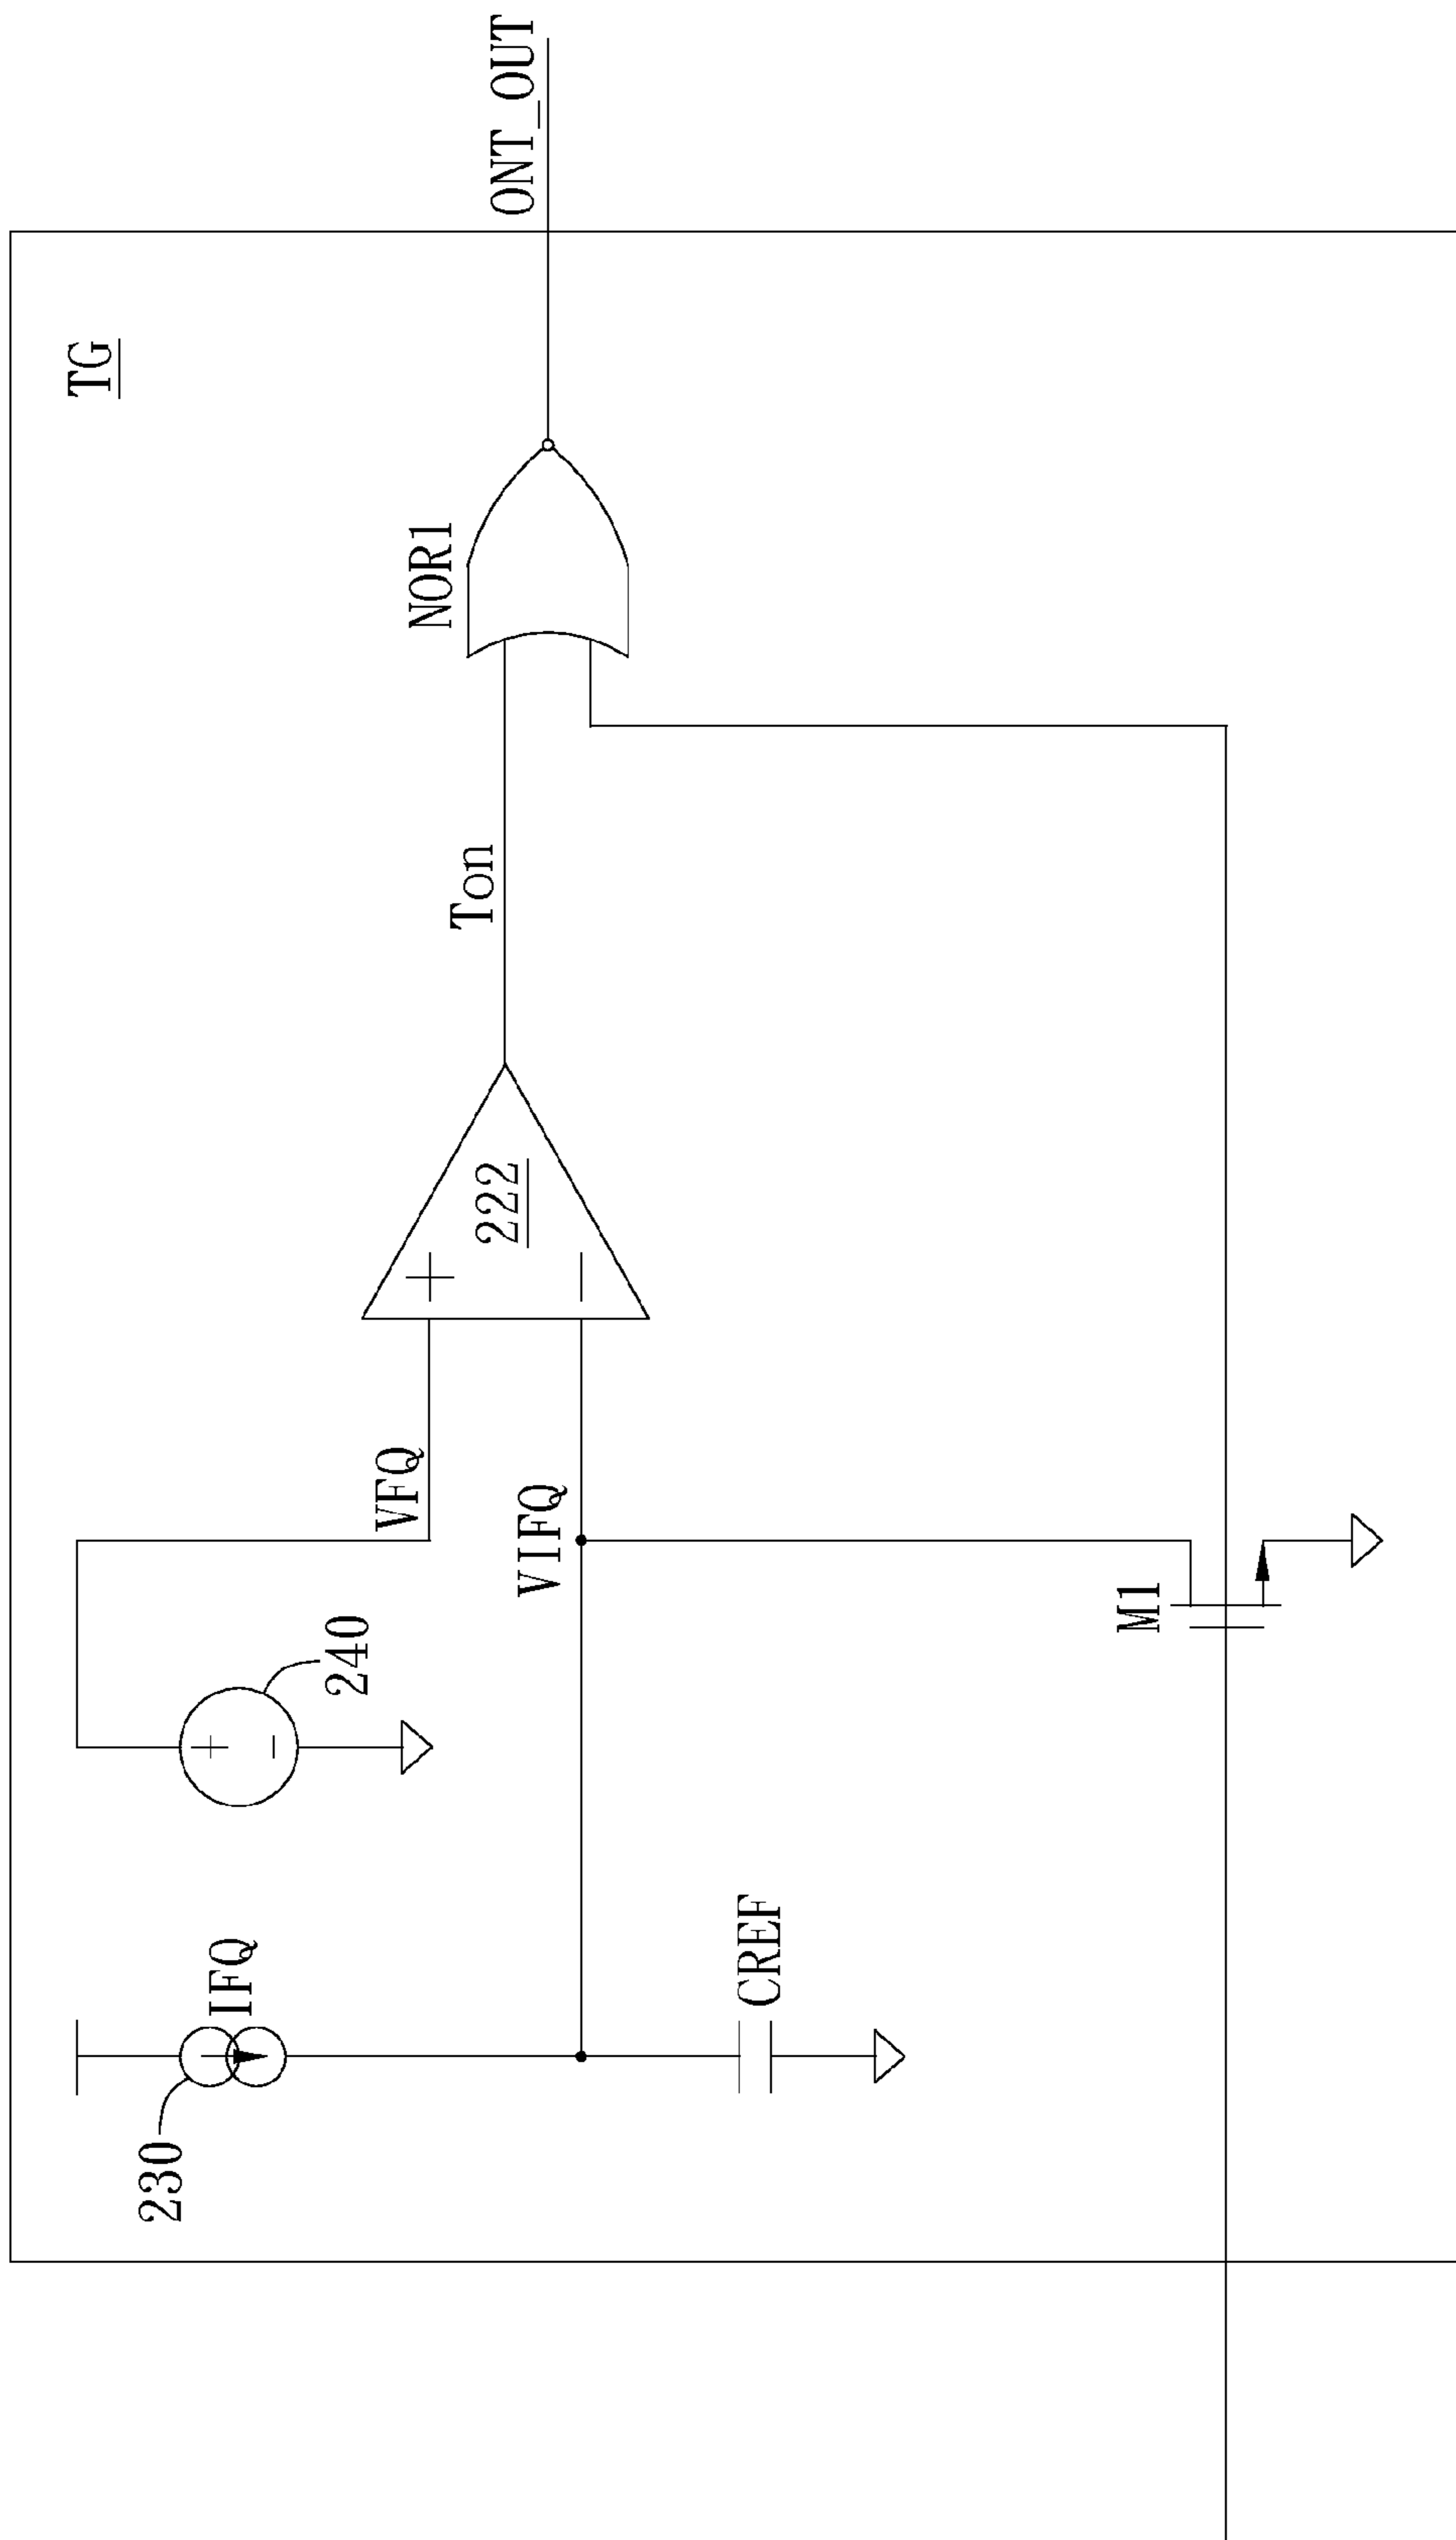 TG
ONT_OUT
NOR1
Ton
222
+
−
VFQ
VIFQ
240
+
−
IFQ
230
CREF
M1